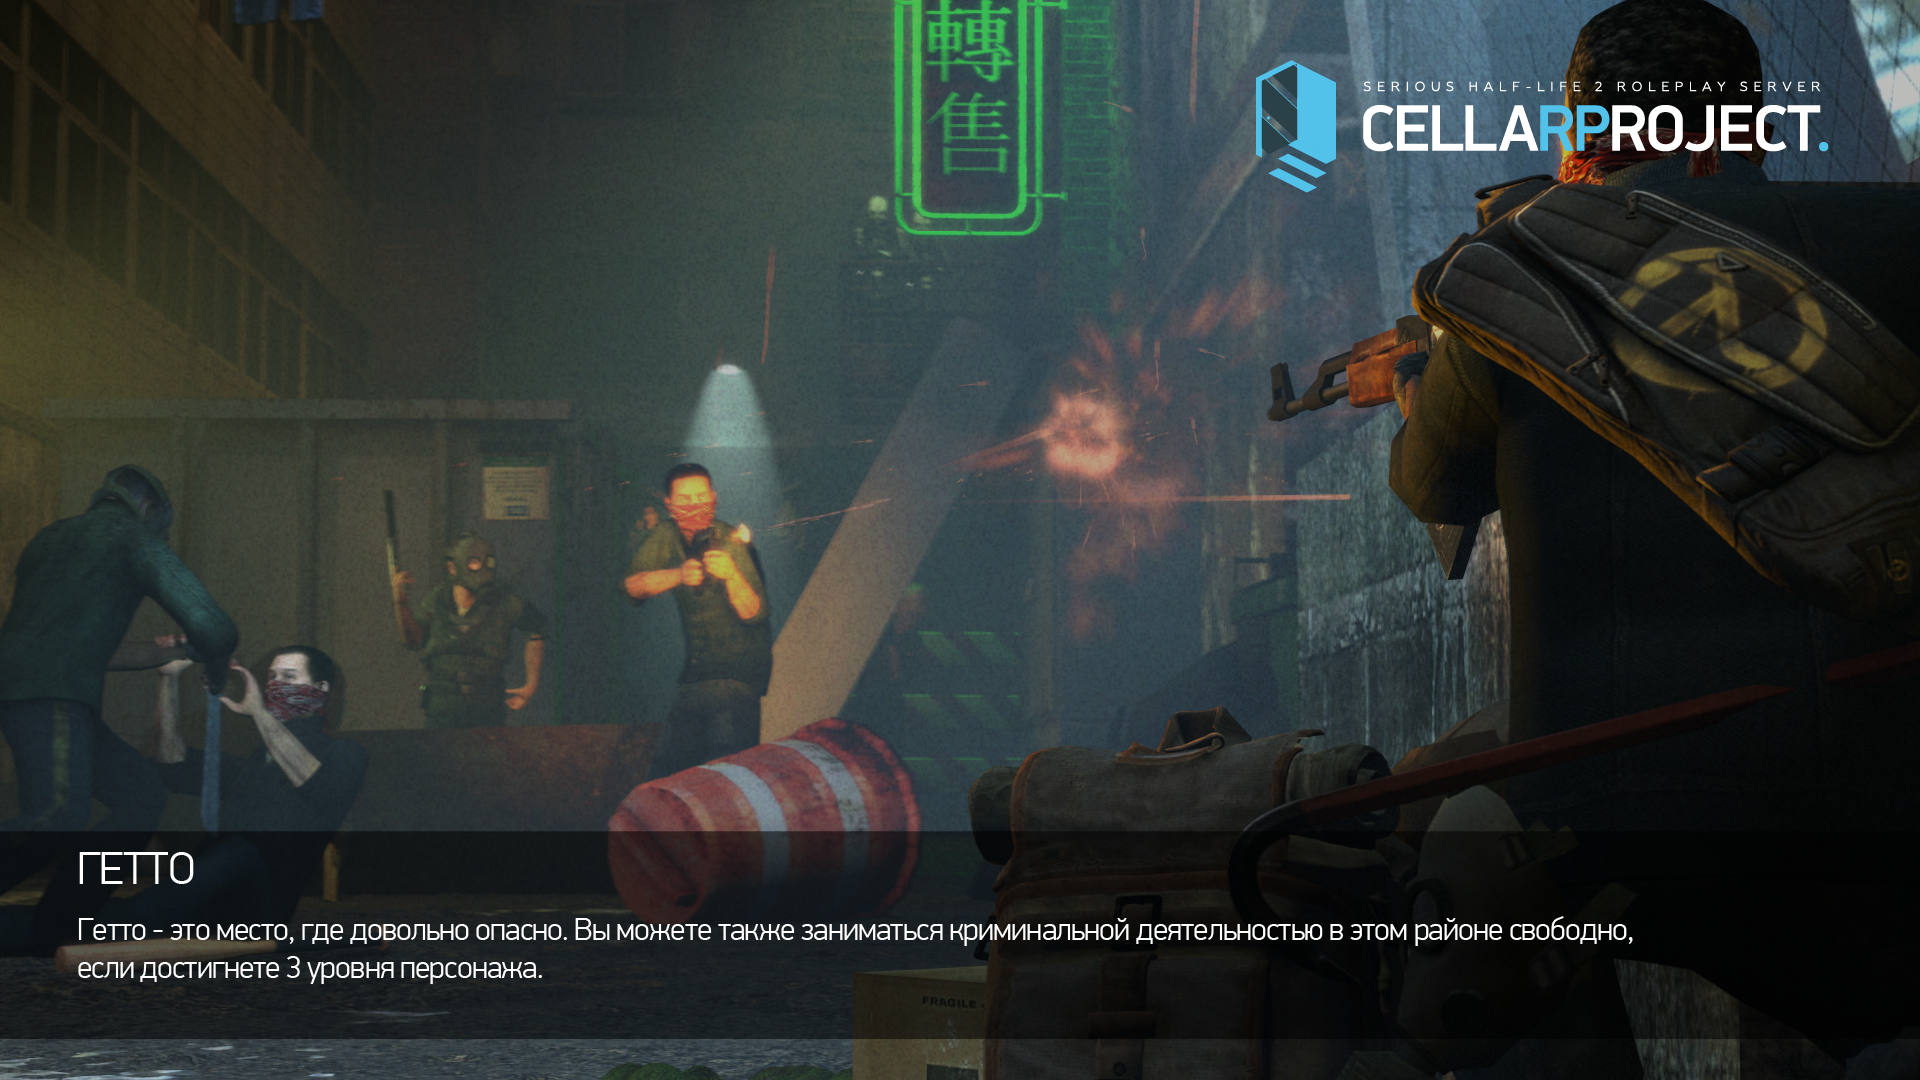 轉
售
SERIOUS HALF-LIFE 2 ROLEPLAY SERVER
CELLARPROJECT.
ГЕТТО
Гетто - это место, где довольно опасно. Вы можете также заниматься криминальной деятельностью в этом районе свободно,
если достигнете 3 уровня персонажа.
FRAGILE